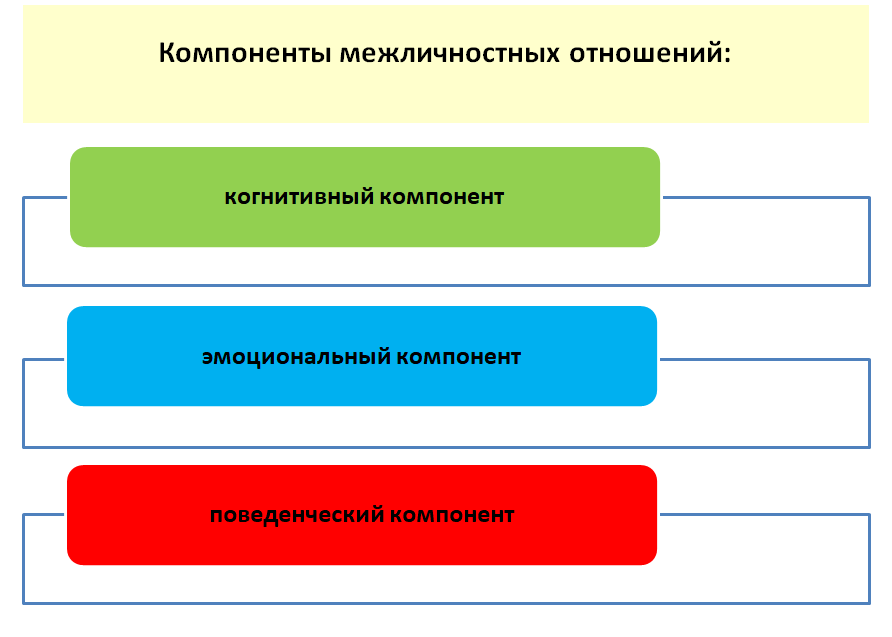 Компоненты межличностных отношений:
когнитивный компонент
эмоциональный компонент
поведенческий компонент